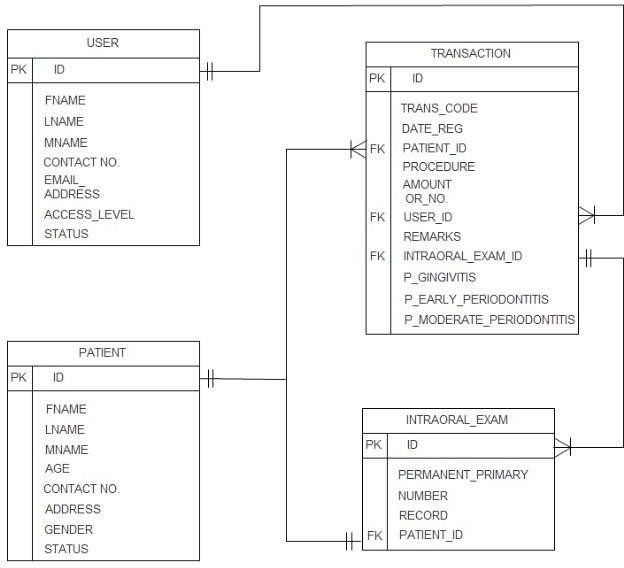 USER
PK ID
FNAME
LNAME
MNAME
CONTACT NO.
EMAIL_
ADDRESS
ACCESS_LEVEL
STATUS
TRANSACTION
PK ID
TRANS_CODE
DATE_REG
FK PATIENT_ID
PROCEDURE
AMOUNT
OR_NO.
FK USER_ID
REMARKS
FK INTRAORAL_EXAM_ID
P_GINGIVITIS
P_EARLY_PERIODONTITIS
P_MODERATE_PERIODONTITIS
PATIENT
PK ID
FNAME
LNAME
MNAME
AGE
CONTACT NO.
ADDRESS
GENDER
STATUS
INTRAORAL_EXAM
PK ID
PERMANENT_PRIMARY
NUMBER
RECORD
FK PATIENT_ID